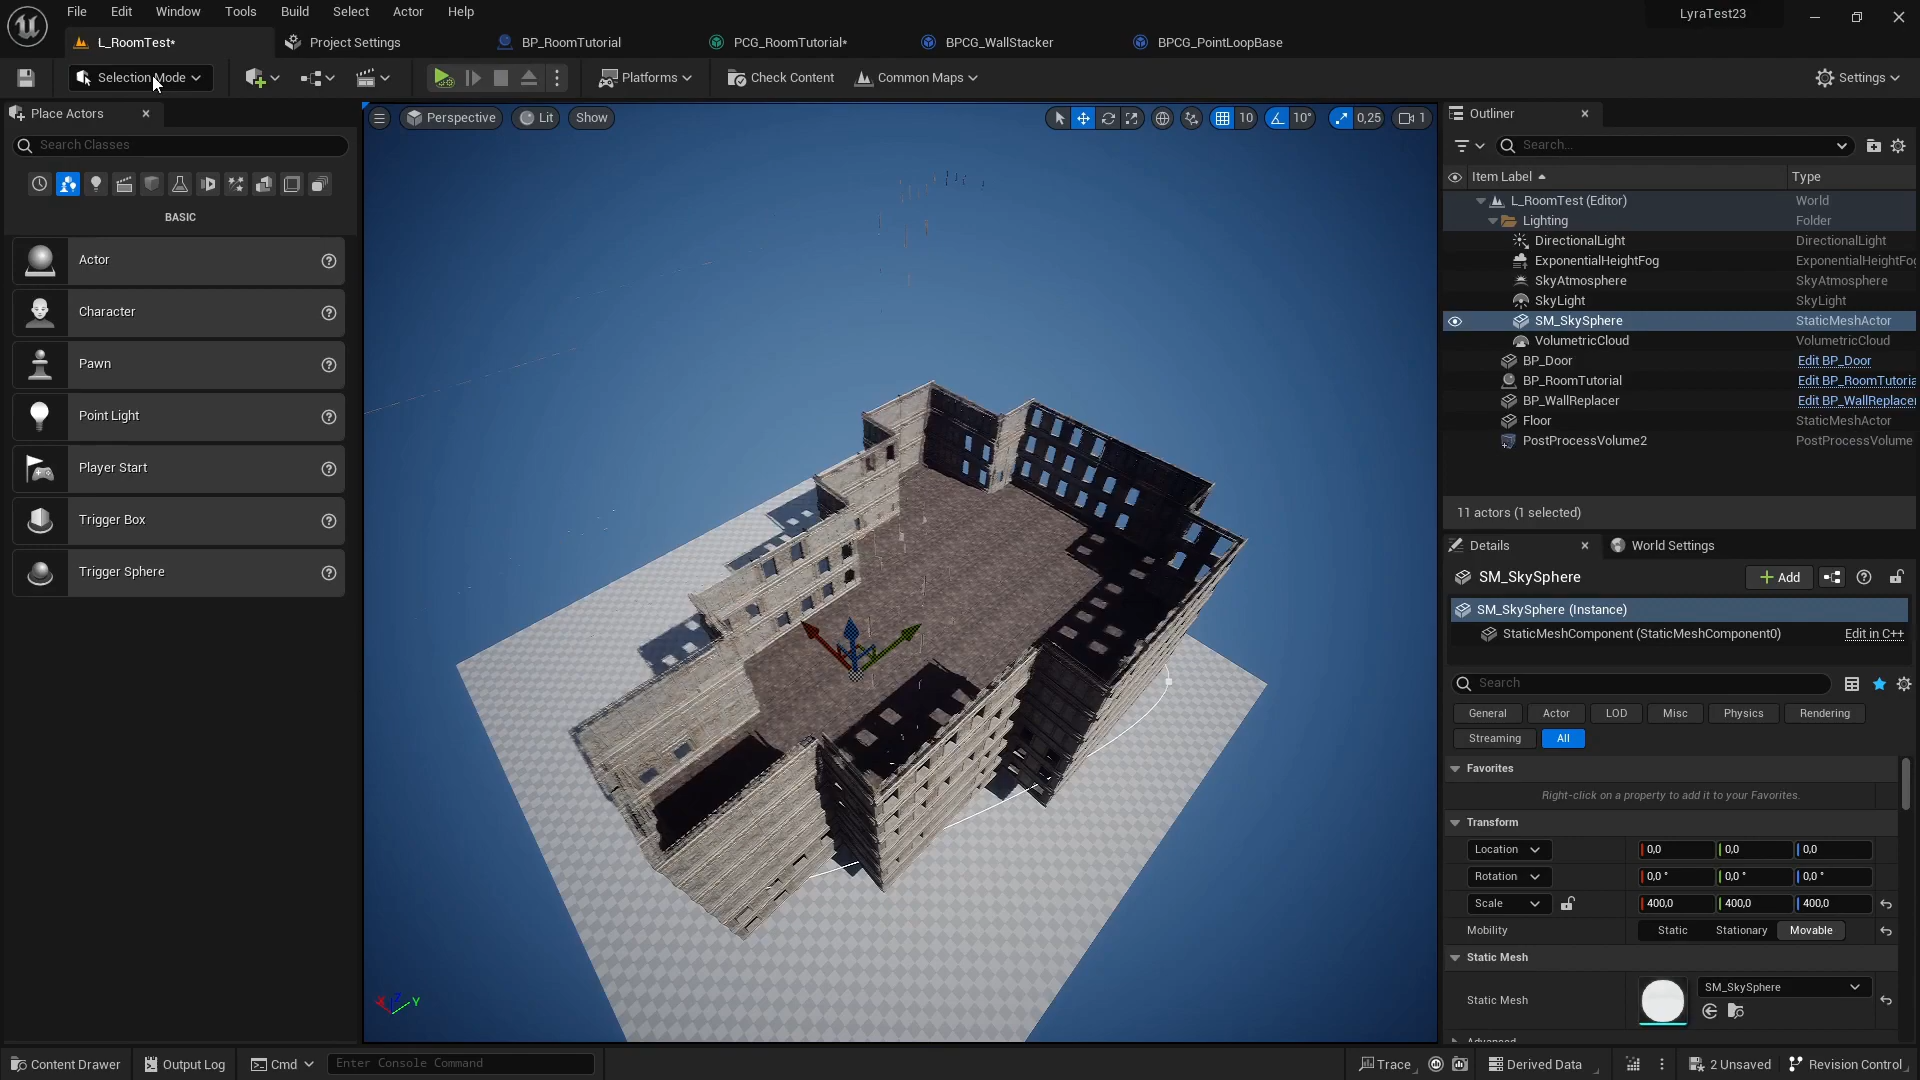 File Edit Window Tools Build Select Actor Help
LyraTest23
L_RoomTest*
Project Settings
BP_RoomTutorial
PCG_RoomTutorial*
BPCG_WallStacker
BPCG_PointLoopBase
Selection Mode
Platforms
Check Content
Common Maps
Settings
Place Actors
Search Classes
BASIC
Actor
Character
Pawn
Point Light
Player Start
Trigger Box
Trigger Sphere
Perspective
Lit
Show
10
10°
0,25
1
X Z Y
Outliner
Search...
Item Label
Type
L_RoomTest (Editor) World
Lighting Folder
DirectionalLight DirectionalLight
ExponentialHeightFog ExponentialHeightFog
SkyAtmosphere SkyAtmosphere
SkyLight SkyLight
SM_SkySphere StaticMeshActor
VolumetricCloud VolumetricCloud
BP_Door Edit BP_Door
BP_RoomTutorial Edit BP_RoomTutoria
BP_WallReplacer Edit BP_WallReplacer
Floor StaticMeshActor
PostProcessVolume2 PostProcessVolume
11 actors (1 selected)
Details
World Settings
SM_SkySphere
Add
SM_SkySphere (Instance)
StaticMeshComponent (StaticMeshComponent0) Edit in C++
Search
General Actor LOD Misc Physics Rendering
Streaming All
Favorites
Right-click on a property to add it to your Favorites.
Transform
Location 0,0 0,0 0,0
Rotation 0,0 ° 0,0 ° 0,0 °
Scale 400,0 400,0 400,0
Mobility Static Stationary Movable
Static Mesh
Static Mesh
SM_SkySphere
Advanced
Content Drawer
Output Log
Cmd
Enter Console Command
Trace
Derived Data
2 Unsaved
Revision Control